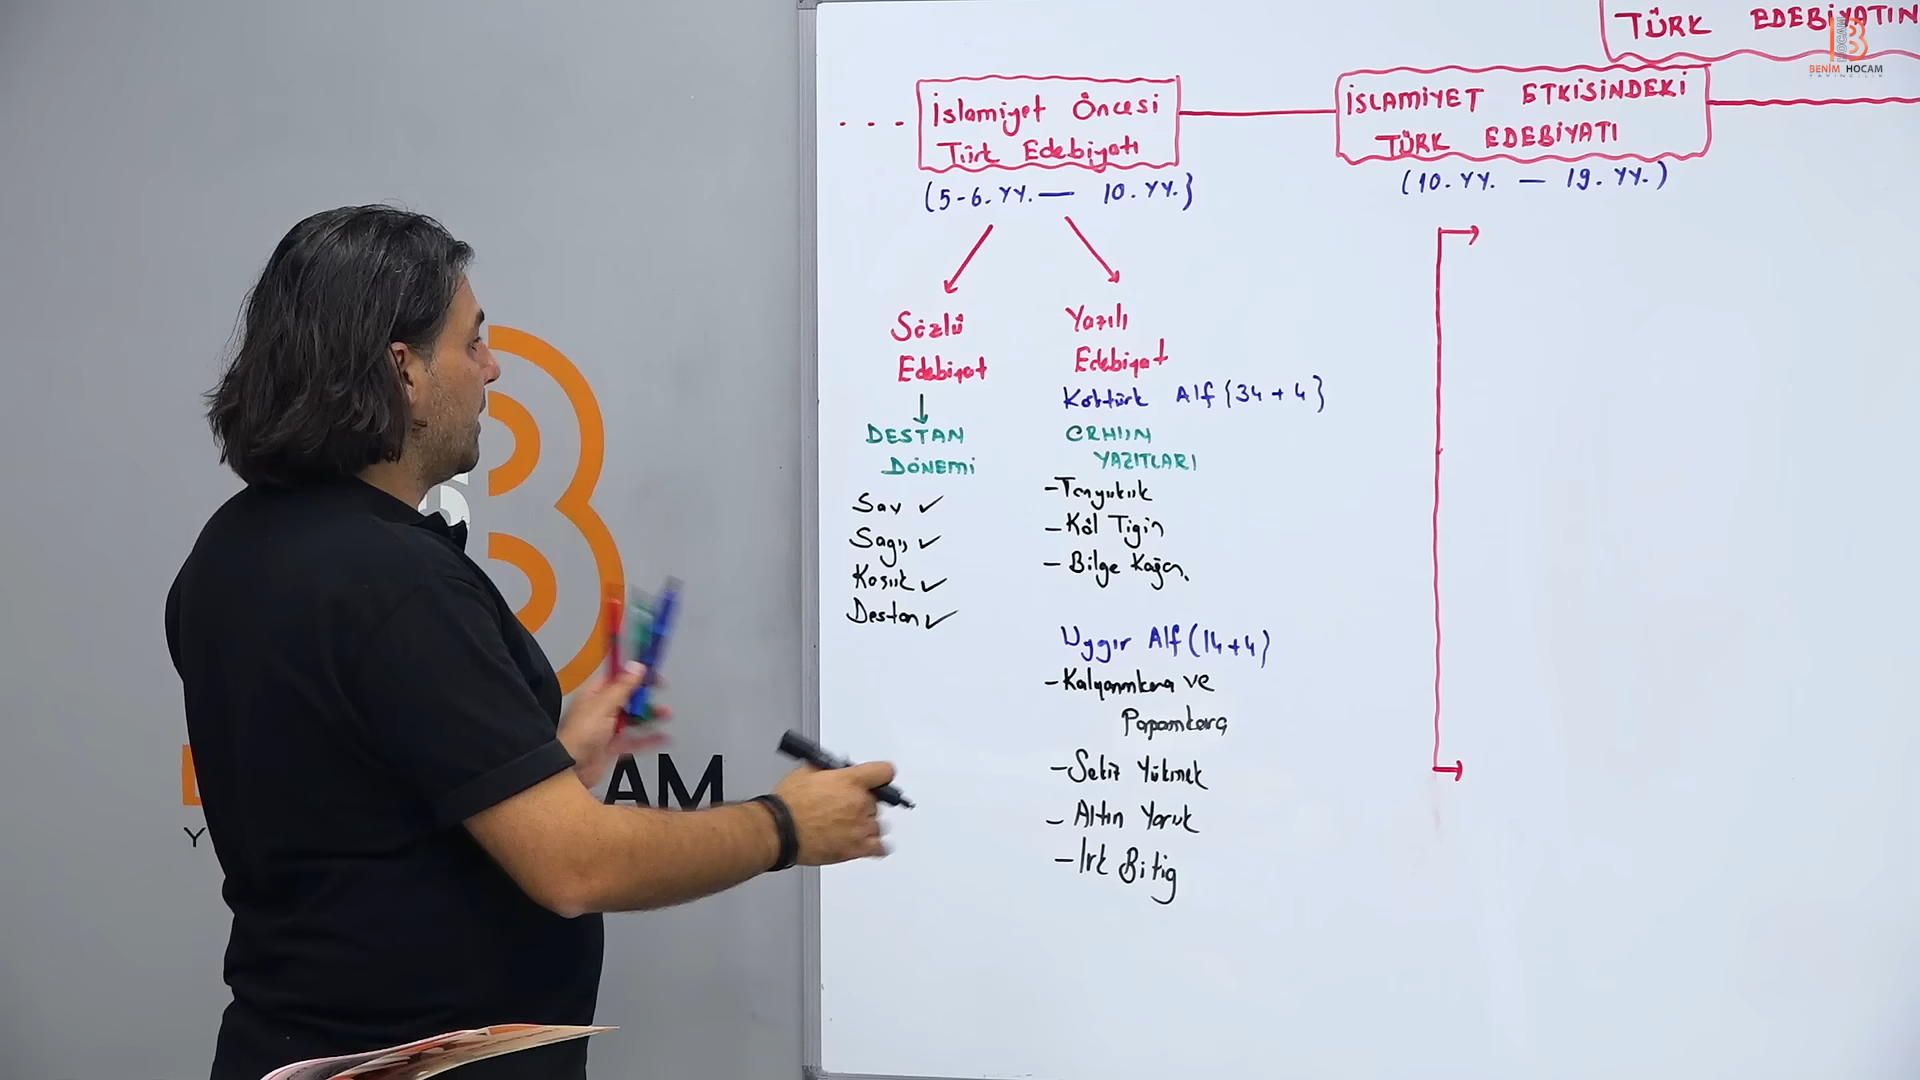 TÜRK EDEBİYATIN
BENİM HOCAM
YAYINCILIK
... İslamiyet Öncesi
Türk Edebiyatı
(5-6. YY. — 10. YY.)
İSLAMİYET ETKİSİNDEKİ
TÜRK EDEBİYATI
(10. YY. — 19. YY.)
Sözlü
Edebiyat
DESTAN
DÖNEMİ
Sav ✓
Sagu ✓
Koşuk ✓
Destan ✓
Yazılı
Edebiyat
Köktürk Alf (34 + 4)
ORHUN
YAZITLARI
- Tonyukuk
- Köl Tigin
- Bilge Kağan
Uygur Alf (14+4)
- Kalyanamkara ve
Papamkara
- Sekiz Yükmek
- Altın Yaruk
- Irk Bitig
AM
Y